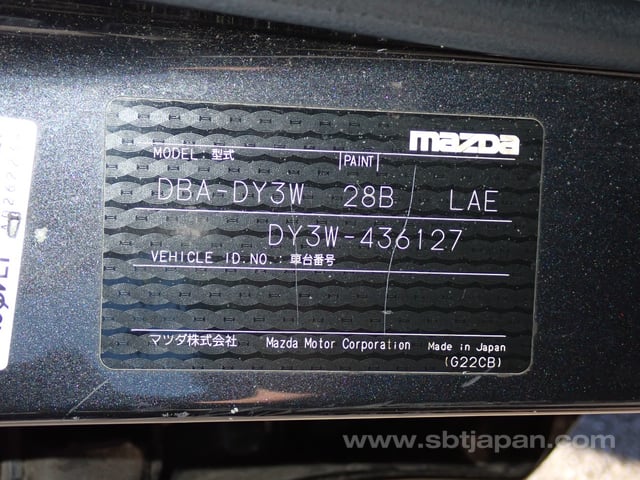 mazda
MODEL : 型式 PAINT
DBA-DY3W 28B LAE
DY3W-436127
VEHICLE ID.NO. : 車台番号
マツダ株式会社 Mazda Motor Corporation Made in Japan
(G22CB)
www.sbtjapan.com